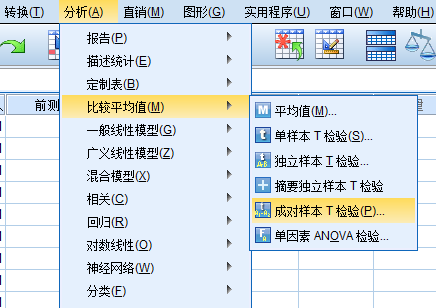 转换(T) 分析(A) 直销(M) 图形(G) 实用程序(U) 窗口(W) 帮助(H)
报告(P)
描述统计(E)
定制表(B)
前测
比较平均值(M)
平均值(M)...
一般线性模型(G)
单样本 T 检验(S)...
广义线性模型(Z)
独立样本 T 检验...
混合模型(X)
摘要独立样本 T 检验
相关(C)
成对样本 T 检验(P)...
回归(R)
单因素 ANOVA 检验...
对数线性(O)
神经网络(W)
分类(F)